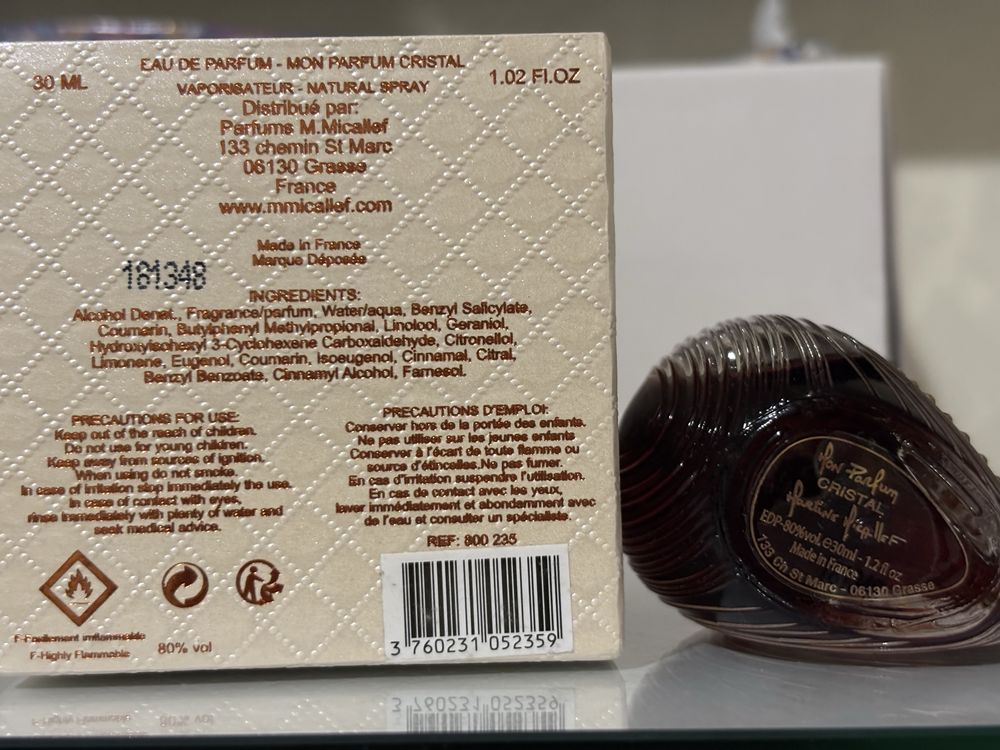 30 ML
EAU DE PARFUM - MON PARFUM CRISTAL
1.02 Fl.OZ
VAPORISATEUR - NATURAL SPRAY
Distribué par:
Parfums M.Micallef
133 chemin St Marc
06130 Grasse
France
www.mmicallef.com
Made in France
Marque Déposée
181348
INGREDIENTS:
Alcohol Denat., Fragrance/parfum, Water/aqua, Benzyl Salicylate,
Coumarin, Butylphenyl Methylpropional, Linolool, Geraniol,
Hydroxyisohexyl 3-Cyclohexene Carboxaldehyde, Citronellol,
Limonene, Eugenol, Coumarin, Isoeugenol, Cinnamal, Citral,
Benzyl Benzoate, Cinnamyl Alcohol, Farnesol.
PRECAUTIONS FOR USE:
Keep out of the reach of children.
Do not use for young children.
Keep away from sources of ignition.
When using do not smoke.
In case of irritation stop immediately the use.
In case of contact with eyes,
rinse immediately with plenty of water and
seek medical advice.
PRECAUTIONS D'EMPLOI:
Conserver hors de la portée des enfants.
Ne pas utiliser sur les jeunes enfants
Conserver à l'écart de toute flamme ou
source d'étincelles.Ne pas fumer.
En cas d'irritation suspendre l'utilisation.
En cas de contact avec les yeux,
laver immédiatement et abondamment avec
de l'eau et consulter un spécialiste.
REF: 800 235
F-Facilement inflammable
F-Highly Flammable
80% vol
3 760231 052359
Mon Parfum
CRISTAL
Martine Micallef
EDP-80%vol.e30ml - 1.2 fl oz
Made in France
133 Ch St Marc - 06130 Grasse